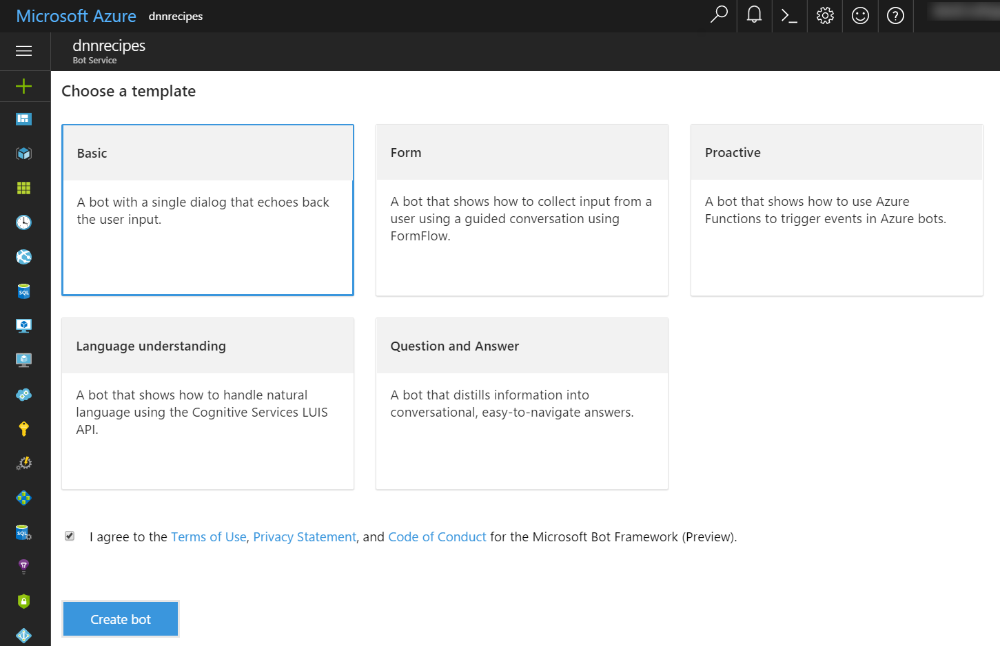 Microsoft Azure dnnrecipes
dnnrecipes
Bot Service
Choose a template
Basic
A bot with a single dialog that echoes back
the user input.
Form
A bot that shows how to collect input from a
user using a guided conversation using
FormFlow.
Proactive
A bot that shows how to use Azure
Functions to trigger events in Azure bots.
Language understanding
A bot that shows how to handle natural
language using the Cognitive Services LUIS
API.
Question and Answer
A bot that distills information into
conversational, easy-to-navigate answers.
I agree to the Terms of Use, Privacy Statement, and Code of Conduct for the Microsoft Bot Framework (Preview).
Create bot
SQL
SQL